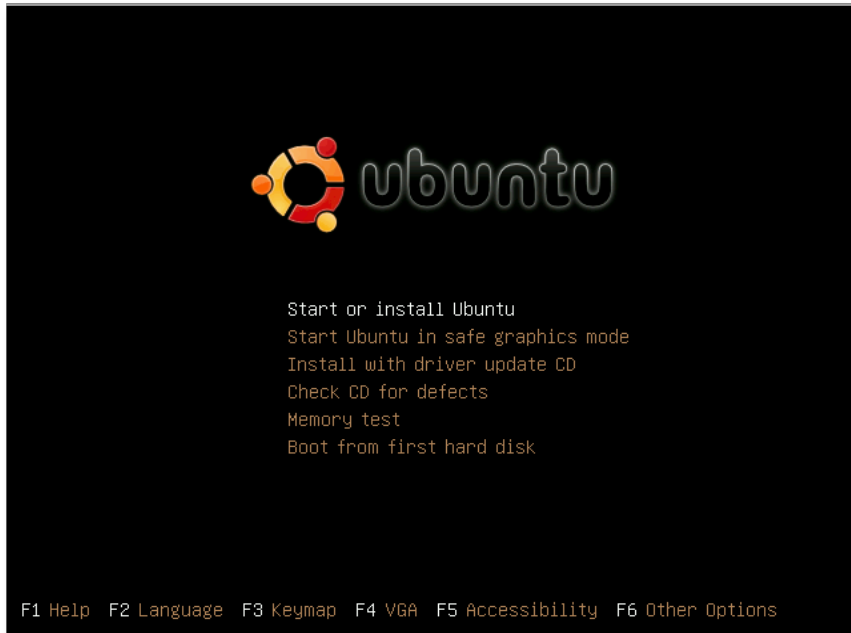 ubuntu
Start or install Ubuntu
Start Ubuntu in safe graphics mode
Install with driver update CD
Check CD for defects
Memory test
Boot from first hard disk
F1 Help F2 Language F3 Keymap F4 VGA F5 Accessibility F6 Other Options